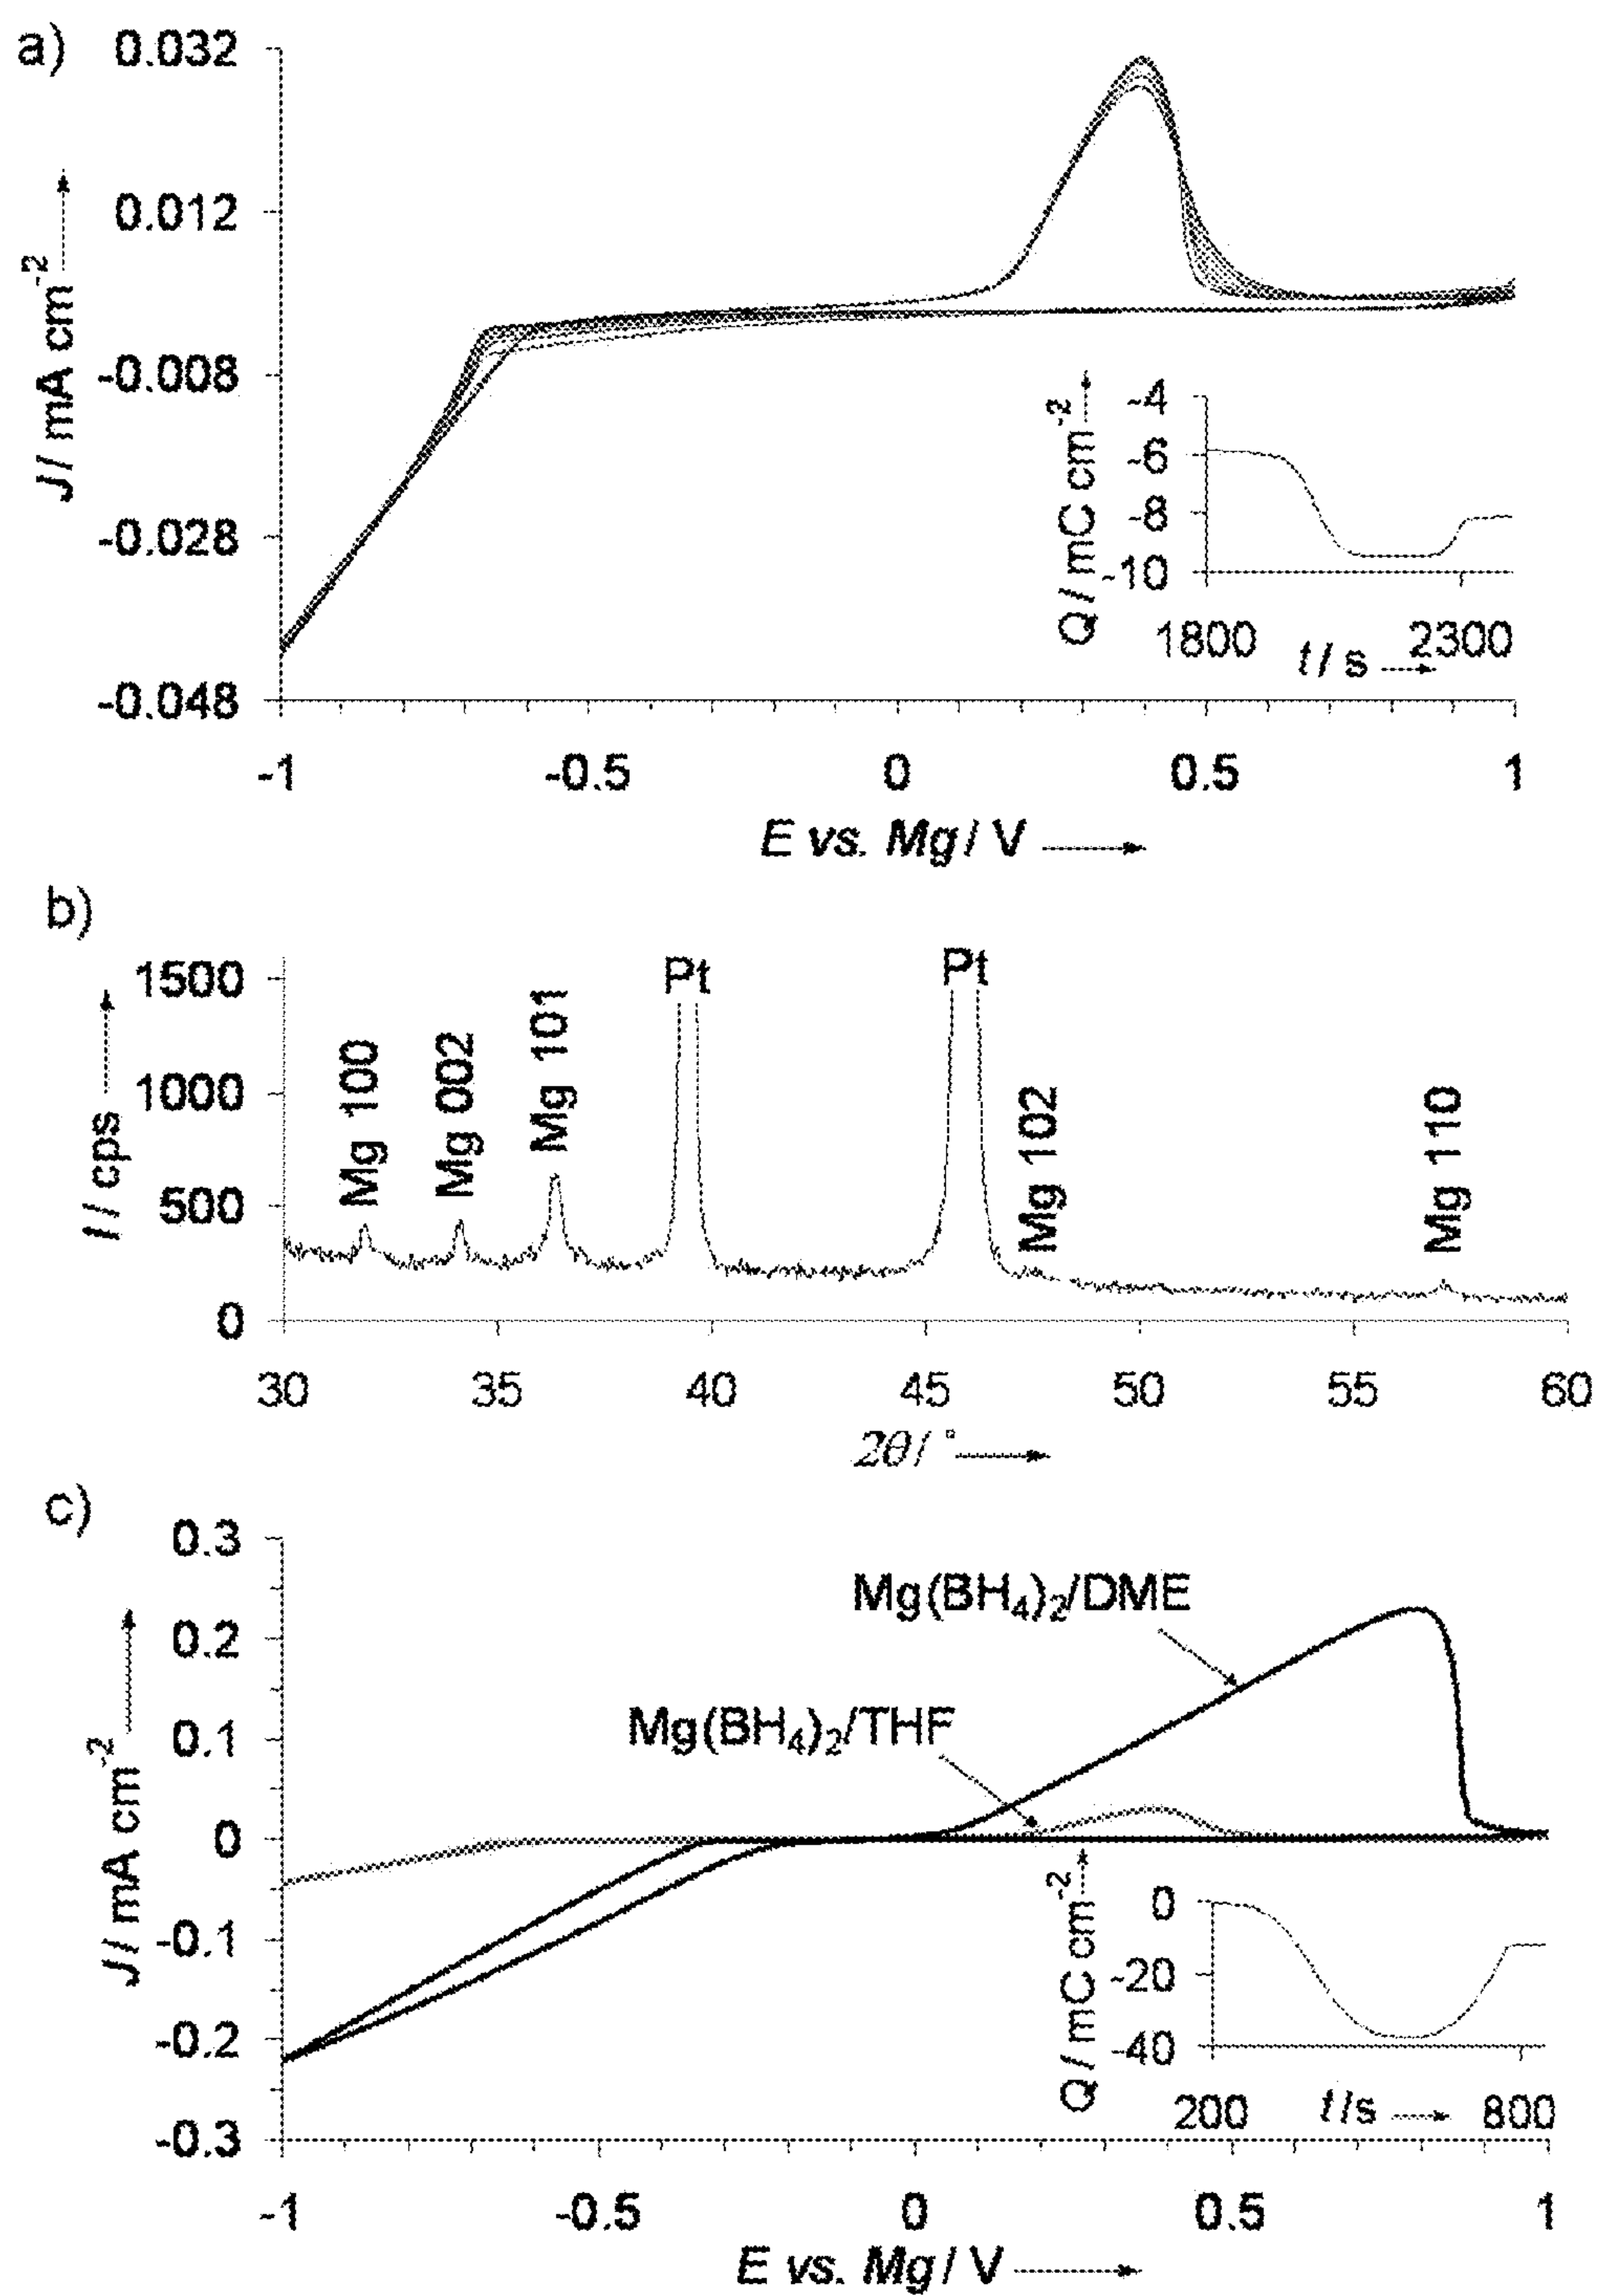 a)
0.032
0.012
-0.008
-0.028
-0.048
J / mA cm-2
-1 -0.5 0 0.5 1
E vs. Mg / V
-4
-6
-8
-10
Q / mC cm-2
1800 2300
t / s
b)
1500
1000
500
0
I / cps
Mg 100
Mg 002
Mg 101
Pt
Pt
Mg 102
Mg 110
30 35 40 45 50 55 60
2θ / °
c)
0.3
0.2
0.1
0
-0.1
-0.2
-0.3
J / mA cm-2
Mg(BH4)2/DME
Mg(BH4)2/THF
0
-20
-40
Q / mC cm-2
200 800
t /s
-1 -0.5 0 0.5 1
E vs. Mg / V